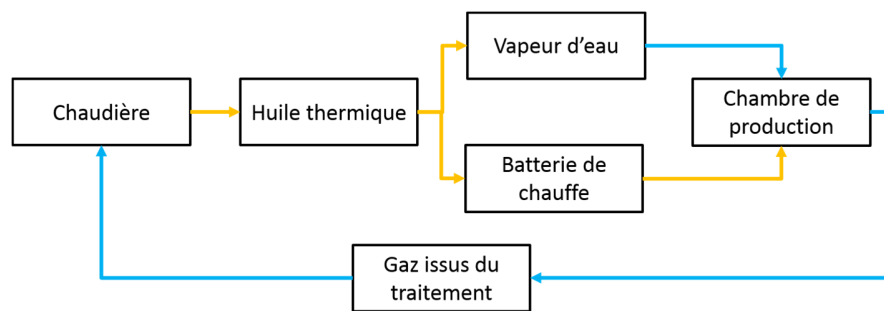 Vapeur d’eau
Chaudière
Huile thermique
Chambre de
production
Batterie de
chauffe
Gaz issus du
traitement